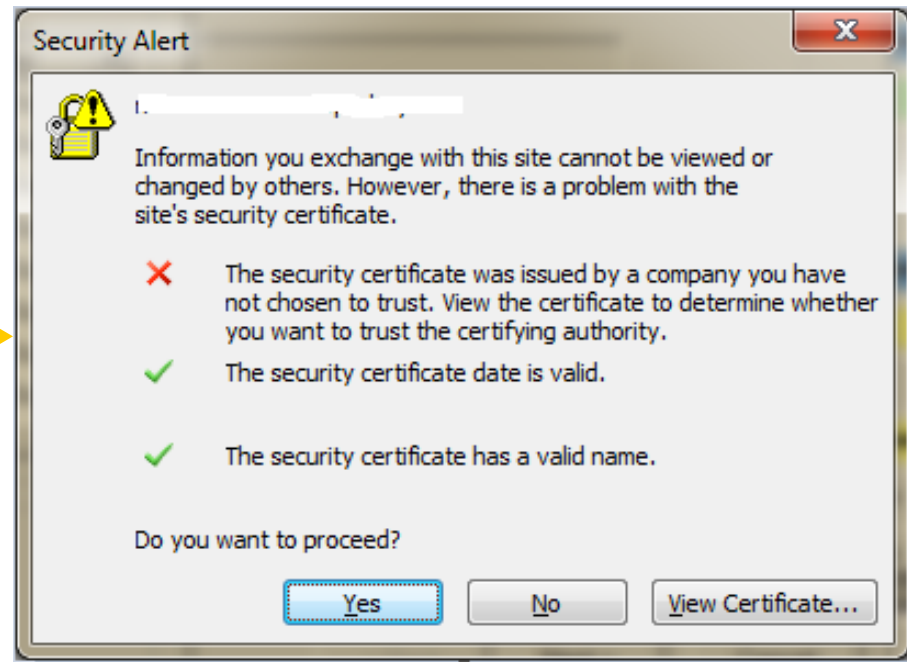 Security Alert
Information you exchange with this site cannot be viewed or
changed by others. However, there is a problem with the
site's security certificate.
The security certificate was issued by a company you have
not chosen to trust. View the certificate to determine whether
you want to trust the certifying authority.
The security certificate date is valid.
The security certificate has a valid name.
Do you want to proceed?
Yes No View Certificate...